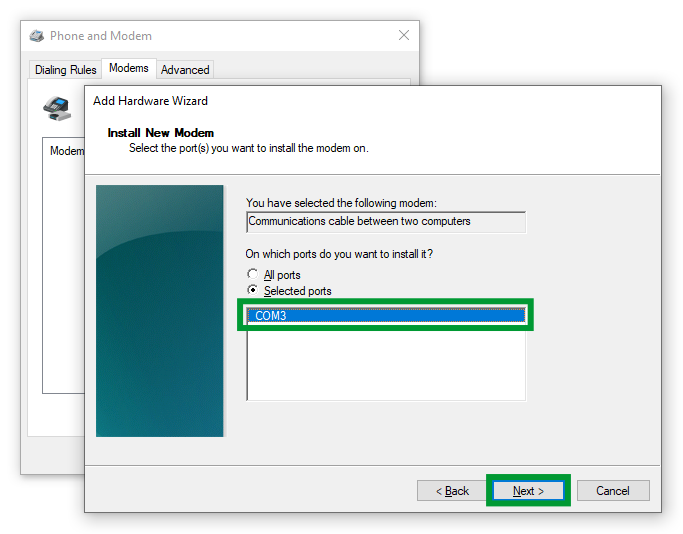 Phone and Modem
Dialing Rules Modems Advanced
Modem
Add Hardware Wizard
Install New Modem
Select the port(s) you want to install the modem on.
You have selected the following modem:
Communications cable between two computers
On which ports do you want to install it?
All ports
Selected ports
COM3
< Back Next > Cancel